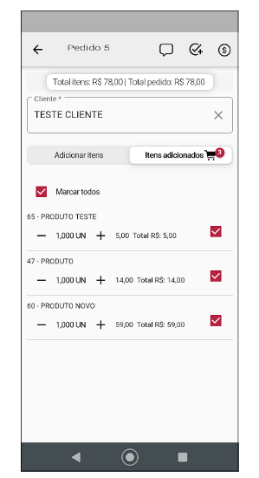 Pedido 5
Total itens: R$ 78,00 | Total pedido: R$ 78,00
Cliente *
TESTE CLIENTE
Adicionar itens
Itens adicionados 3
Marcar todos
65 - PRODUTO TESTE
1,000 UN 5,00 Total R$: 5,00
47 - PRODUTO
1,000 UN 14,00 Total R$: 14,00
60 - PRODUTO NOVO
1,000 UN 59,00 Total R$: 59,00